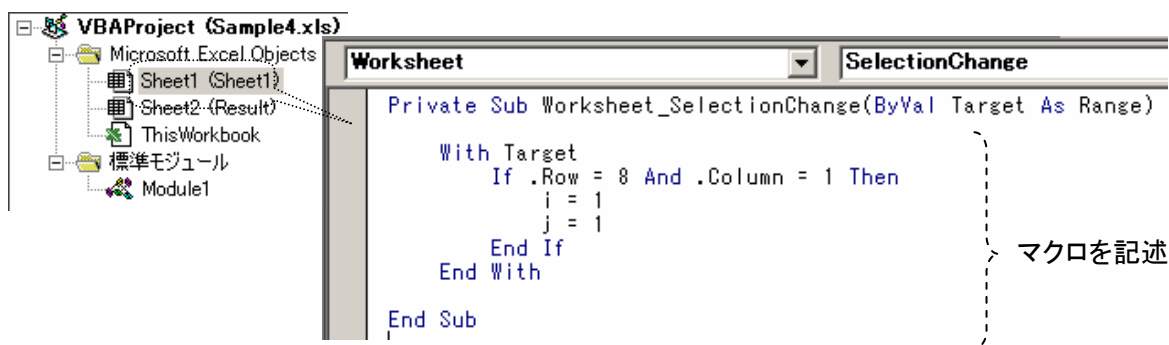 VBAProject (Sample4.xls)
Microsoft Excel Objects
Sheet1 (Sheet1)
Sheet2 (Result)
ThisWorkbook
標準モジュール
Module1
Worksheet
SelectionChange
Private Sub Worksheet_SelectionChange(ByVal Target As Range)
With Target
If .Row = 8 And .Column = 1 Then
i = 1
j = 1
End If
End With
End Sub
マクロを記述